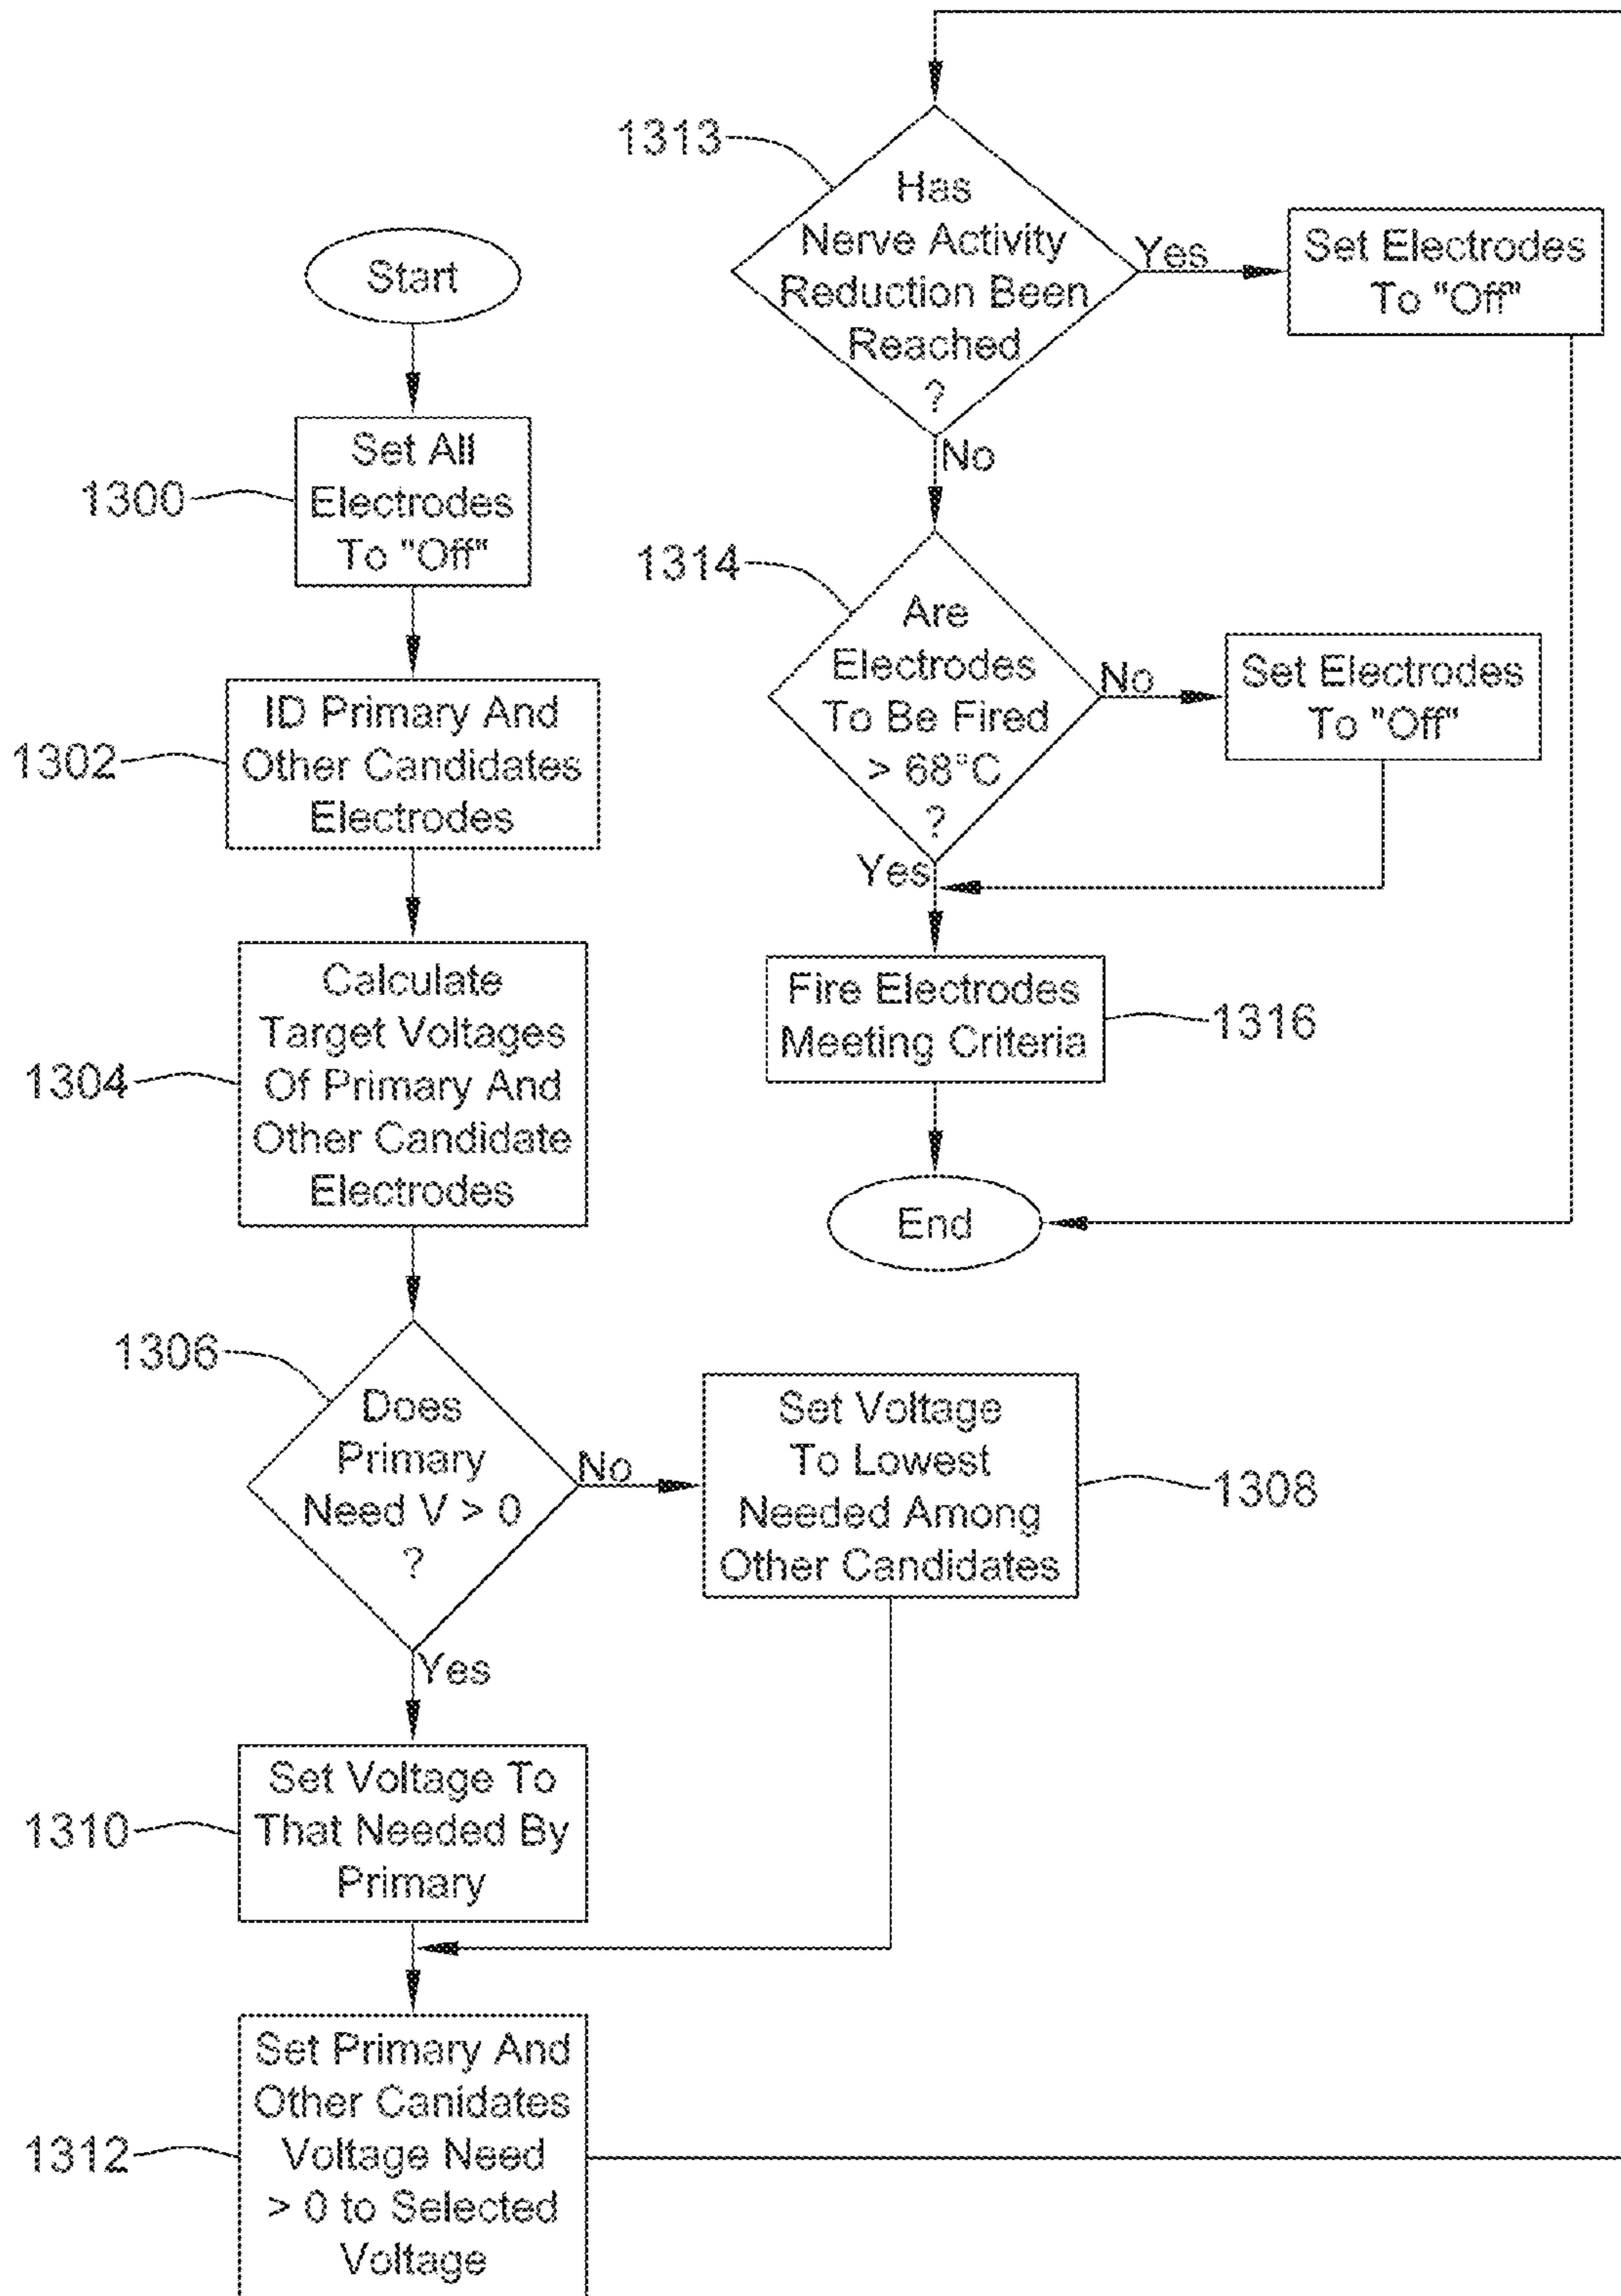 Start
1300
Set All
Electrodes
To "Off"
1302
ID Primary And
Other Candidates
Electrodes
1304
Calculate
Target Voltages
Of Primary And
Other Candidate
Electrodes
1306
Does
Primary
Need V > 0
?
No
Yes
Set Voltage
To Lowest
Needed Among
Other Candidates
1308
1310
Set Voltage To
That Needed By
Primary
1312
Set Primary And
Other Canidates
Voltage Need
> 0 to Selected
Voltage
1313
Has
Nerve Activity
Reduction Been
Reached
?
Yes
Set Electrodes
To "Off"
No
1314
Are
Electrodes
To Be Fired
> 68°C
?
No
Set Electrodes
To "Off"
Yes
Fire Electrodes
Meeting Criteria
1316
End